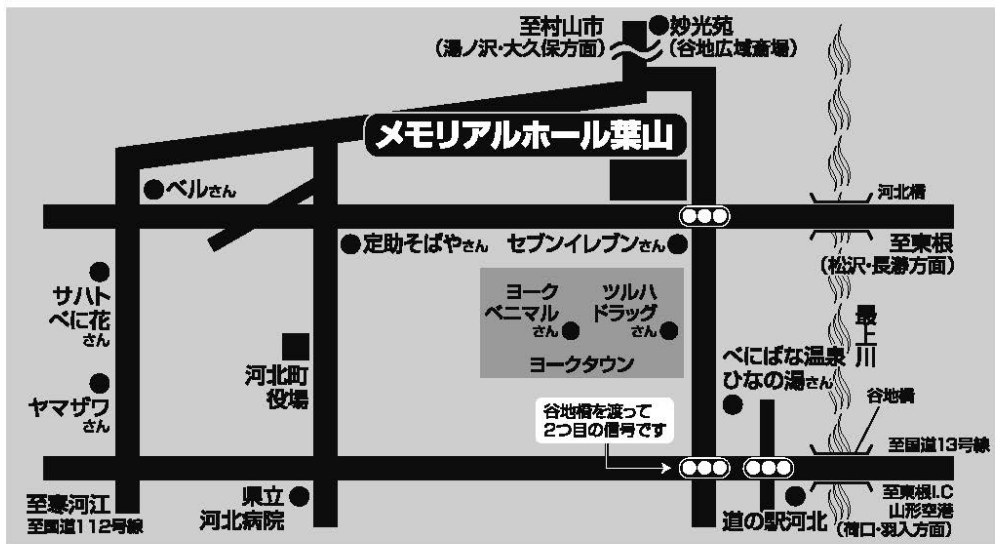 至村山市
（湯ノ沢・大久保方面）
妙光苑
（谷地広域斎場）
メモリアルホール葉山
ベルさん
河北橋
定助そばやさん
セブンイレブンさん
至東根
（松沢・長瀞方面）
サハト
べに花
さん
ヨーク
ベニマル
さん
ツルハ
ドラッグ
さん
ヨークタウン
最上川
河北町
役場
べにばな温泉
ひなの湯さん
ヤマザワ
さん
谷地橋を渡って
2つ目の信号です
谷地橋
至国道13号線
至寒河江
至国道112号線
県立
河北病院
道の駅河北
至東根I.C
山形空港
（荷口・羽入方面）